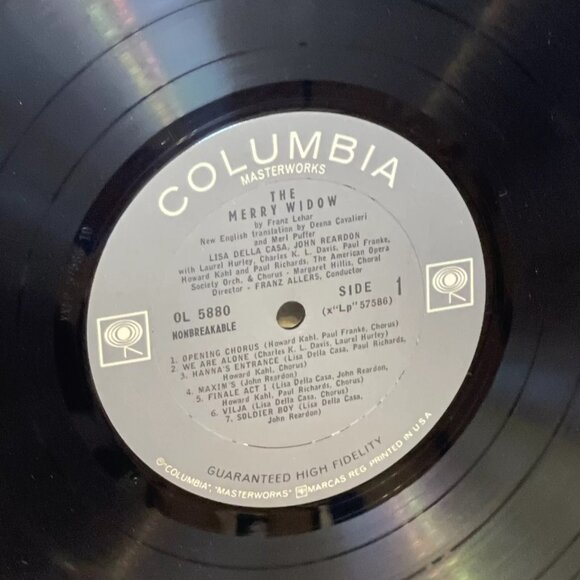 COLUMBIA
MASTERWORKS
THE
MERRY WIDOW
by Franz Lehar
New English translation by Deena Cavalieri
and Merl Puffer
LISA DELLA CASA, JOHN REARDON
with Laurel Hurley, Charles K. L. Davis, Paul Franke,
Howard Kahl and Paul Richards, The American Opera
Society Orch. & Chorus - Margaret Hillis, Choral
Director - FRANZ ALLERS, Conductor
OL 5880
NONBREAKABLE
SIDE 1
(x"Lp" 57586)
1. OPENING CHORUS (Howard Kahl, Paul Franke, Chorus)
2. WE ARE ALONE (Charles K. L. Davis, Laurel Hurley)
3. HANNA'S ENTRANCE (Lisa Della Casa, Paul Richards,
Howard Kahl, Chorus)
4. MAXIM'S (John Reardon)
5. FINALE ACT I (Lisa Della Casa, John Reardon,
Howard Kahl, Paul Richards, Chorus)
6. VILJA (Lisa Della Casa, Chorus)
7. SOLDIER BOY (Lisa Della Casa,
John Reardon)
GUARANTEED HIGH FIDELITY
® "COLUMBIA", "MASTERWORKS" MARCAS REG. PRINTED IN U.S.A.